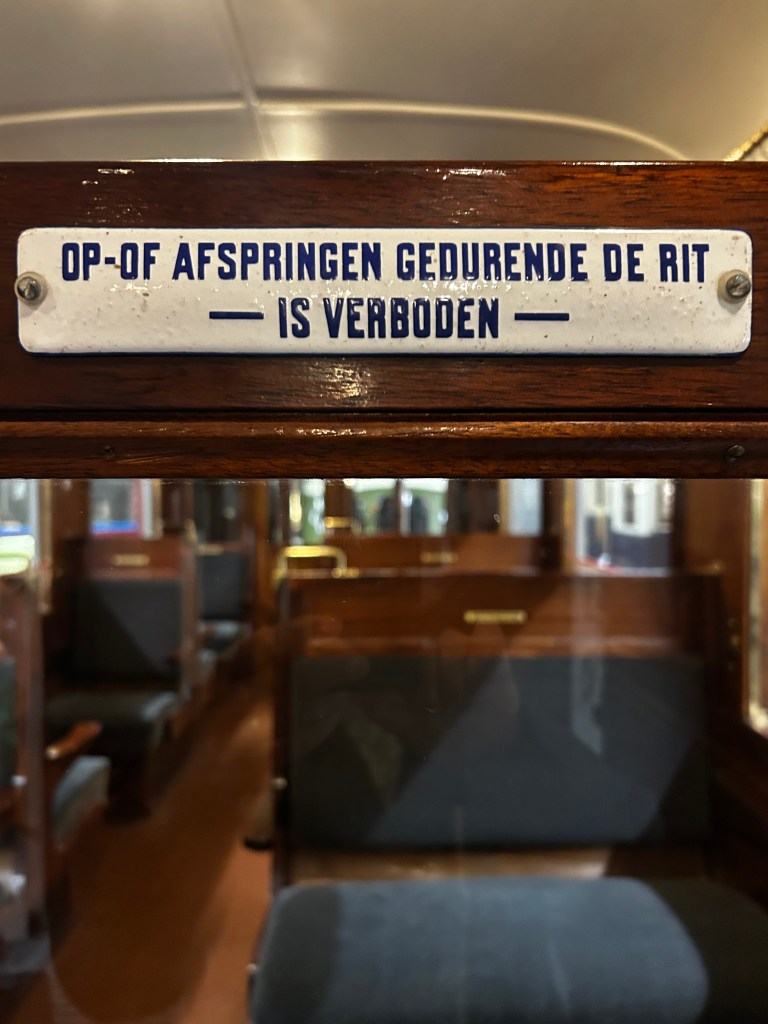 OP-OF AFSPRINGEN GEDURENDE DE RIT
— IS VERBODEN —